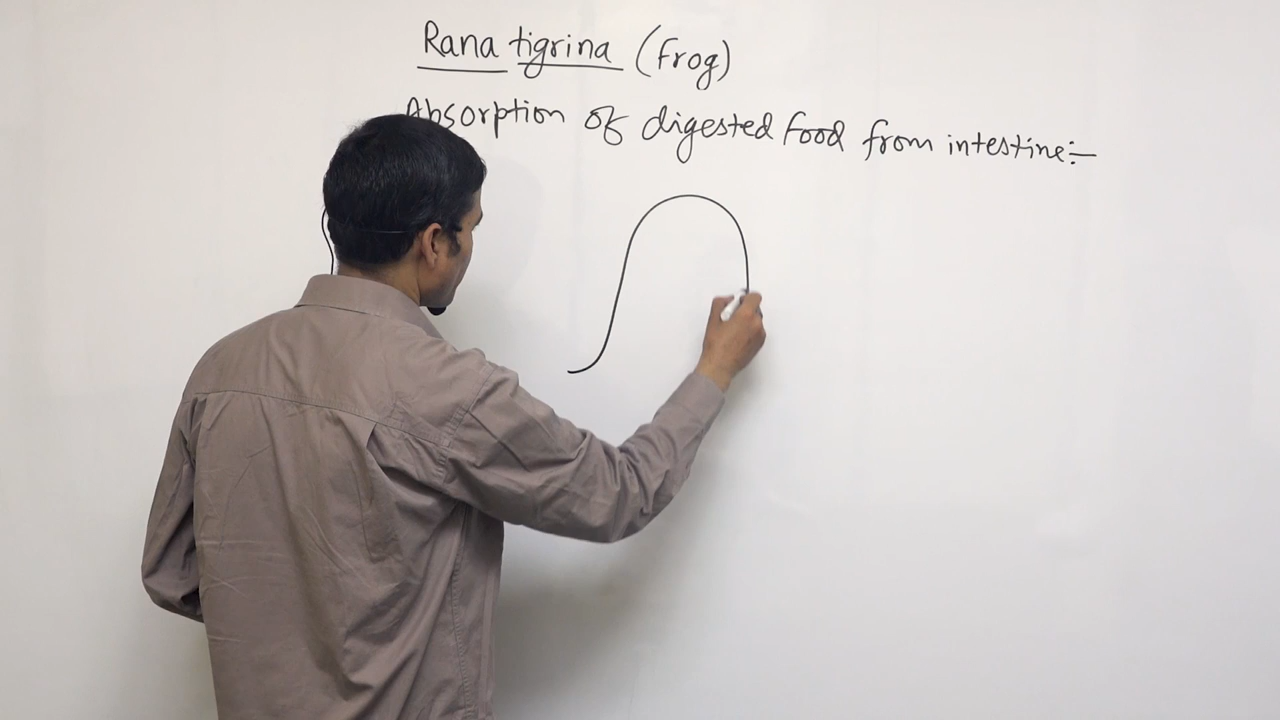 Rana tigrina (Frog)
Absorption of digested food from intestine:-